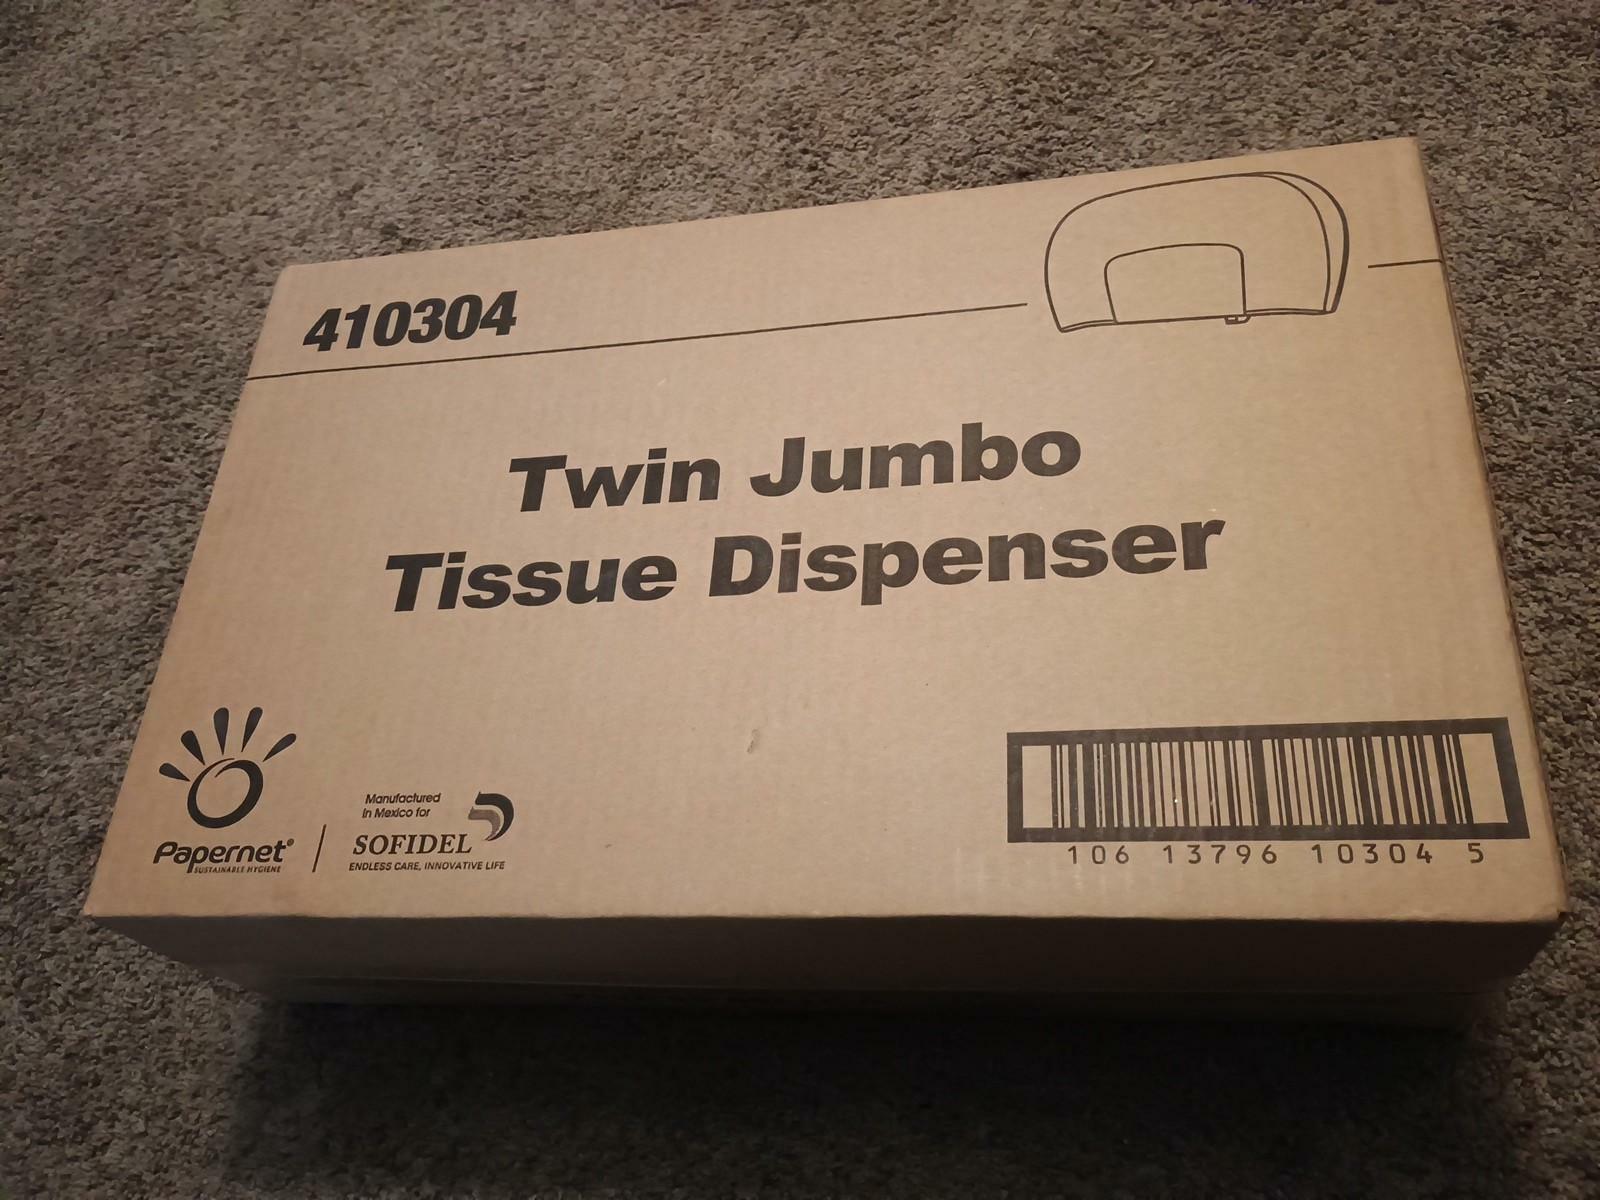 410304
Twin Jumbo
Tissue Dispenser
Papernet®
SUSTAINABLE HYGIENE
Manufactured
In Mexico for
SOFIDEL
ENDLESS CARE, INNOVATIVE LIFE
106 13796 10304 5